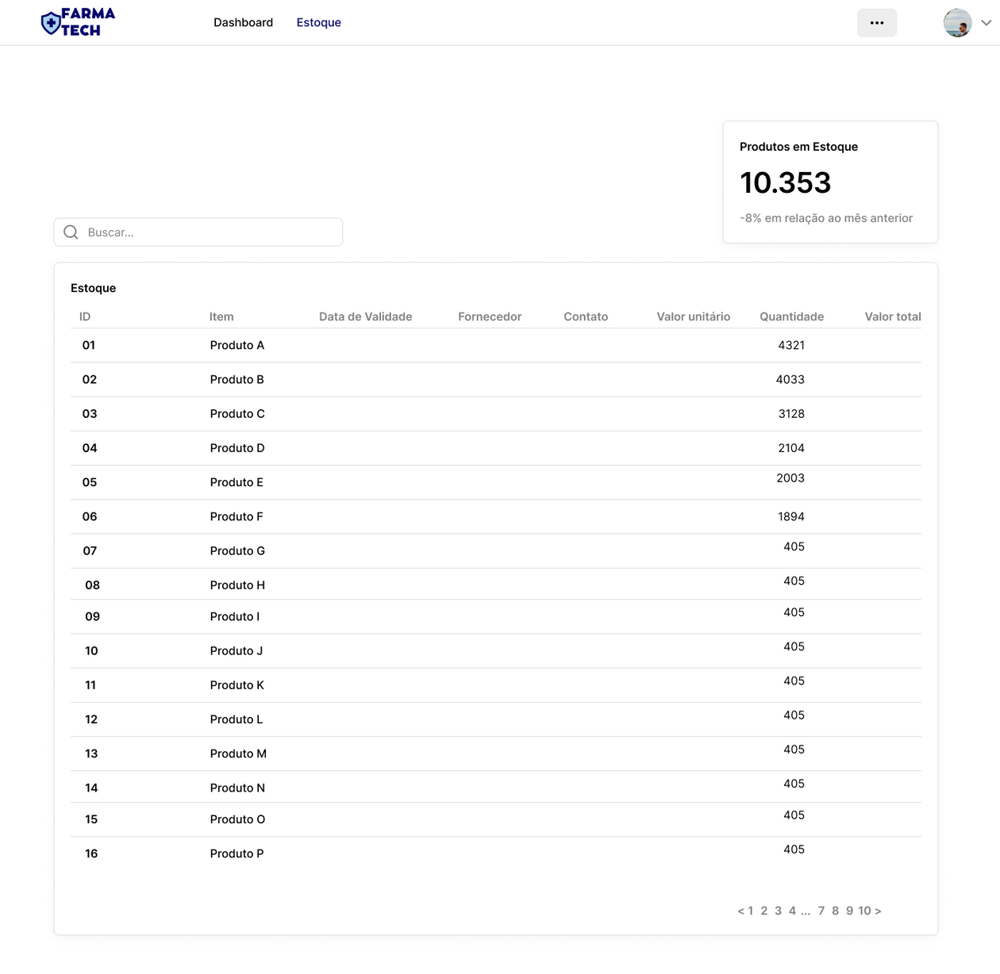 FARMA
TECH
Dashboard Estoque
Produtos em Estoque
10.353
-8% em relação ao mês anterior
Buscar...
Estoque
ID Item Data de Validade Fornecedor Contato Valor unitário Quantidade Valor total
01 Produto A 4321
02 Produto B 4033
03 Produto C 3128
04 Produto D 2104
05 Produto E 2003
06 Produto F 1894
07 Produto G 405
08 Produto H 405
09 Produto I 405
10 Produto J 405
11 Produto K 405
12 Produto L 405
13 Produto M 405
14 Produto N 405
15 Produto O 405
16 Produto P 405
< 1 2 3 4 ... 7 8 9 10 >